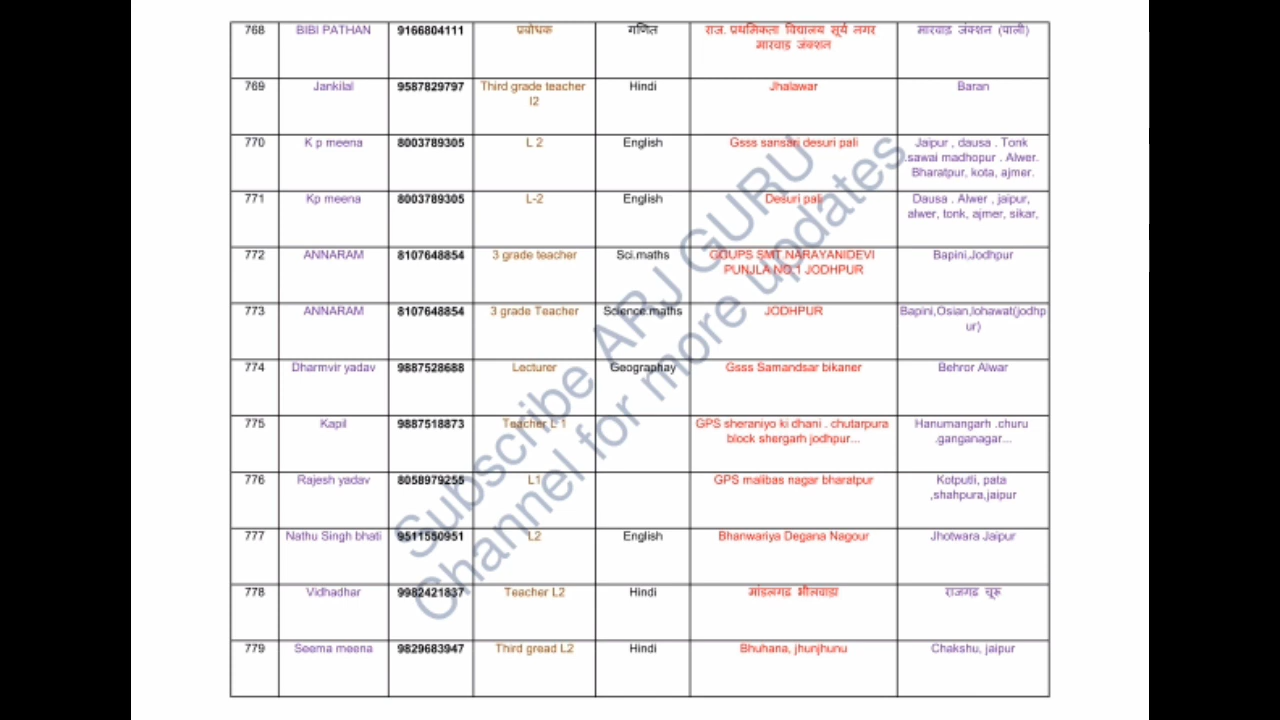 768 BIBI PATHAN 9166804111 प्रबोधक गणित राज. प्रथमिकता विद्यालय सूर्य नगर मारवाड़ जंक्शन (पाली)
मारवाड़ जंक्शन
769 Jankilal 9587829797 Third grade teacher Hindi Jhalawar Baran
l2
770 K p meena 8003789305 L 2 English Gsss sansari desuri pali Jaipur , dausa . Tonk
.sawai madhopur . Alwer.
Bharatpur, kota, ajmer.
771 Kp meena 8003789305 L-2 English Desuri pali Dausa . Alwer , jaipur,
alwer, tonk, ajmer, sikar,
772 ANNARAM 8107648854 3 grade teacher Sci.maths GGUPS SMT NARAYANIDEVI Bapini,Jodhpur
PUNJLA NO.1 JODHPUR
773 ANNARAM 8107648854 3 grade Teacher Science.maths JODHPUR Bapini,Osian,lohawat(jodhp
ur)
774 Dharmvir yadav 9887528688 Lecturer Geographay Gsss Samandsar bikaner Behror Alwar
775 Kapil 9887518873 Teacher L 1 GPS sheraniyo ki dhani . chutarpura Hanumangarh .churu
block shergarh jodhpur... .ganganagar...
776 Rajesh yadav 8058979255 L1 GPS malibas nagar bharatpur Kotputli, pata
,shahpura,jaipur
777 Nathu Singh bhati 9511550951 L2 English Bhanwariya Degana Nagour Jhotwara Jaipur
778 Vidhadhar 9982421837 Teacher L2 Hindi मांडलगढ भीलवाडा राजगढ चूरू
779 Seema meena 9829683947 Third gread L2 Hindi Bhuhana, jhunjhunu Chakshu, jaipur
Subscribe ARJ GURU
Channel for more updates